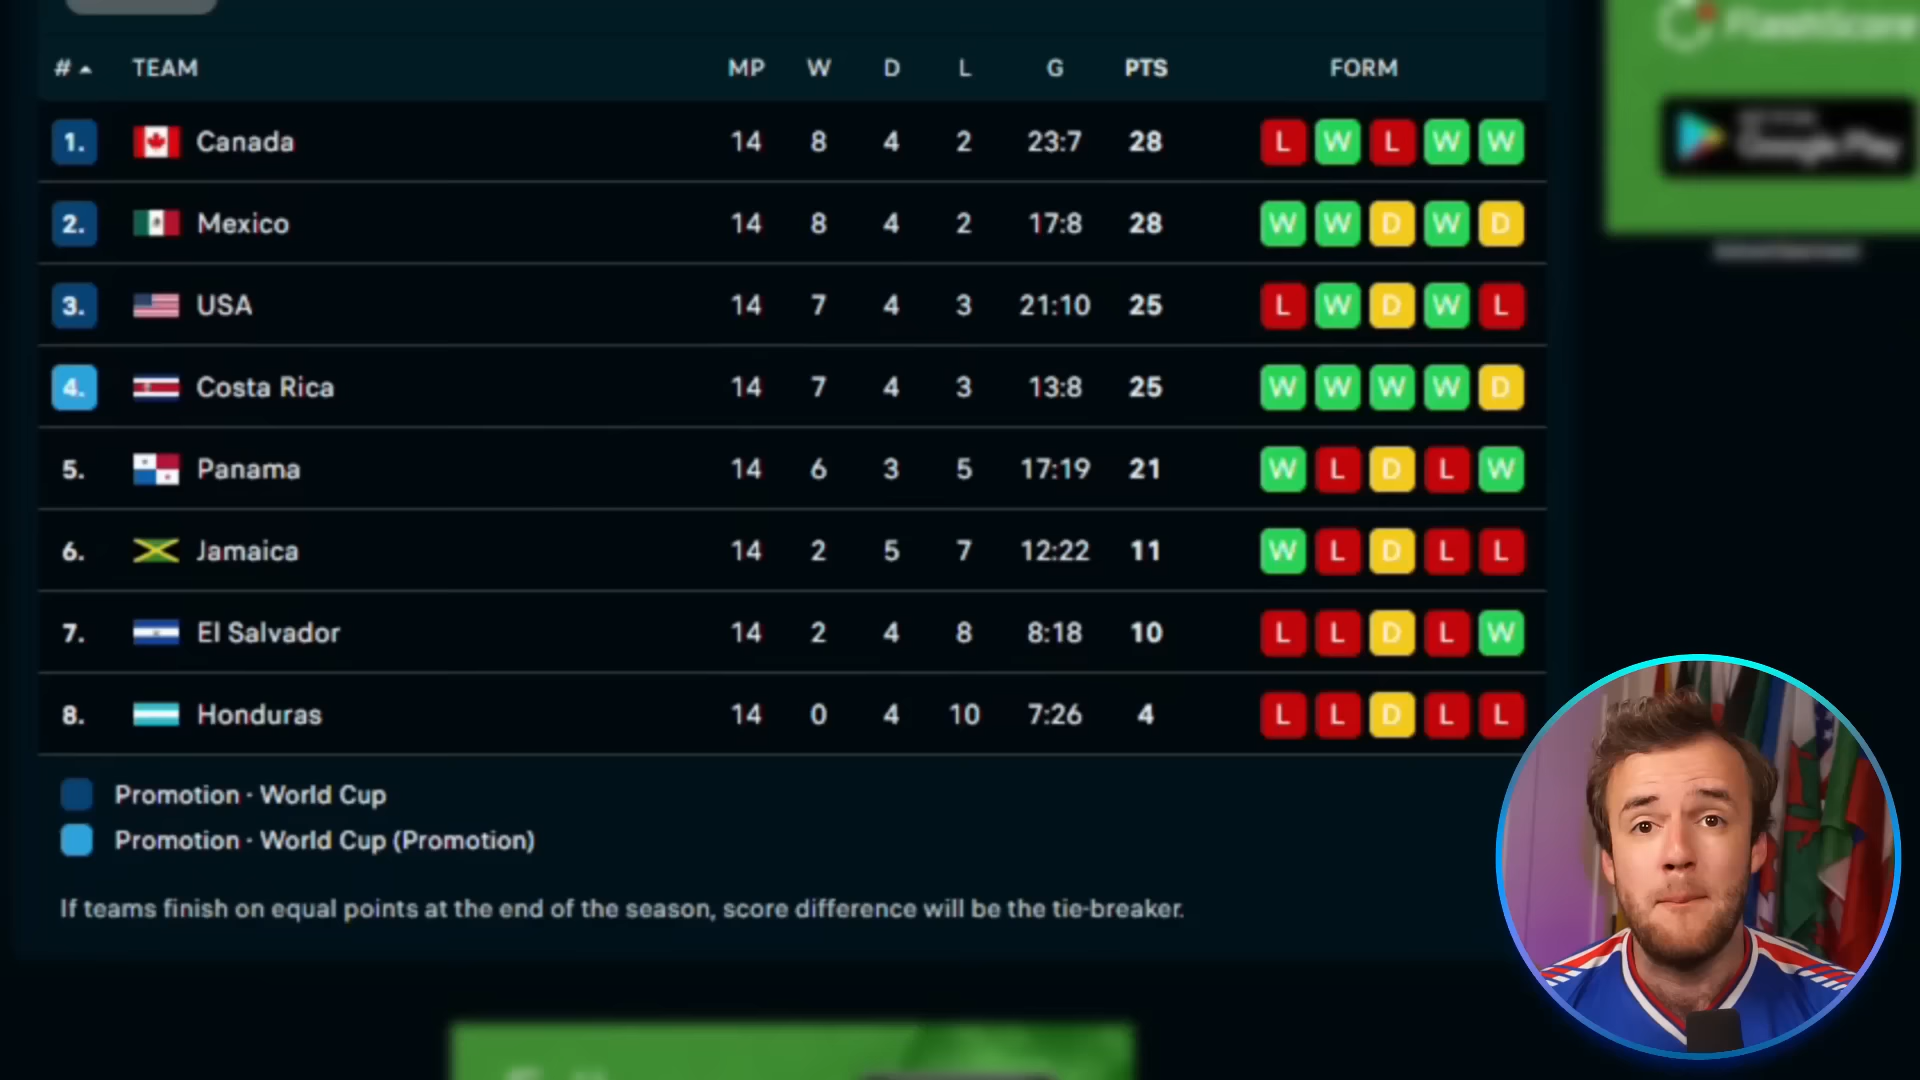 # TEAM MP W D L G PTS FORM
1. Canada 14 8 4 2 23:7 28 L W L W W
2. Mexico 14 8 4 2 17:8 28 W W D W D
3. USA 14 7 4 3 21:10 25 L W D W L
4. Costa Rica 14 7 4 3 13:8 25 W W W W D
5. Panama 14 6 3 5 17:19 21 W L D L W
6. Jamaica 14 2 5 7 12:22 11 W L D L L
7. El Salvador 14 2 4 8 8:18 10 L L D L W
8. Honduras 14 0 4 10 7:26 4 L L D L L
Promotion · World Cup
Promotion · World Cup (Promotion)
If teams finish on equal points at the end of the season, score difference will be the tie-breaker.
FlashScore
Google Play